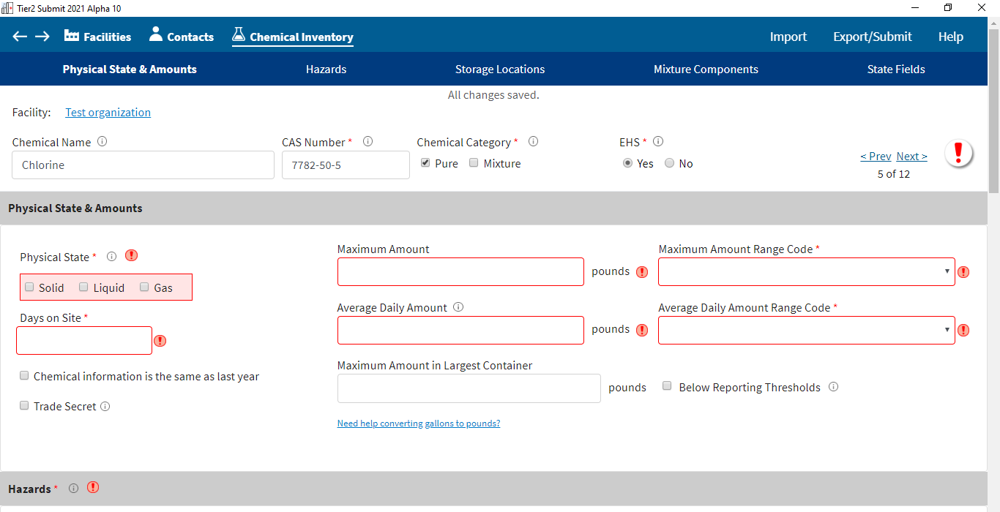 Tier2 Submit 2021 Alpha 10
Facilities Contacts Chemical Inventory Import Export/Submit Help
Physical State & Amounts Hazards Storage Locations Mixture Components State Fields
All changes saved.
Facility: Test organization
Chemical Name CAS Number * Chemical Category * EHS *
Chlorine 7782-50-5 Pure Mixture Yes No < Prev Next >
5 of 12
Physical State & Amounts
Physical State * Maximum Amount Maximum Amount Range Code *
pounds
Solid Liquid Gas
Days on Site * Average Daily Amount Average Daily Amount Range Code *
pounds
Maximum Amount in Largest Container
Chemical information is the same as last year pounds Below Reporting Thresholds
Trade Secret
Need help converting gallons to pounds?
Hazards *